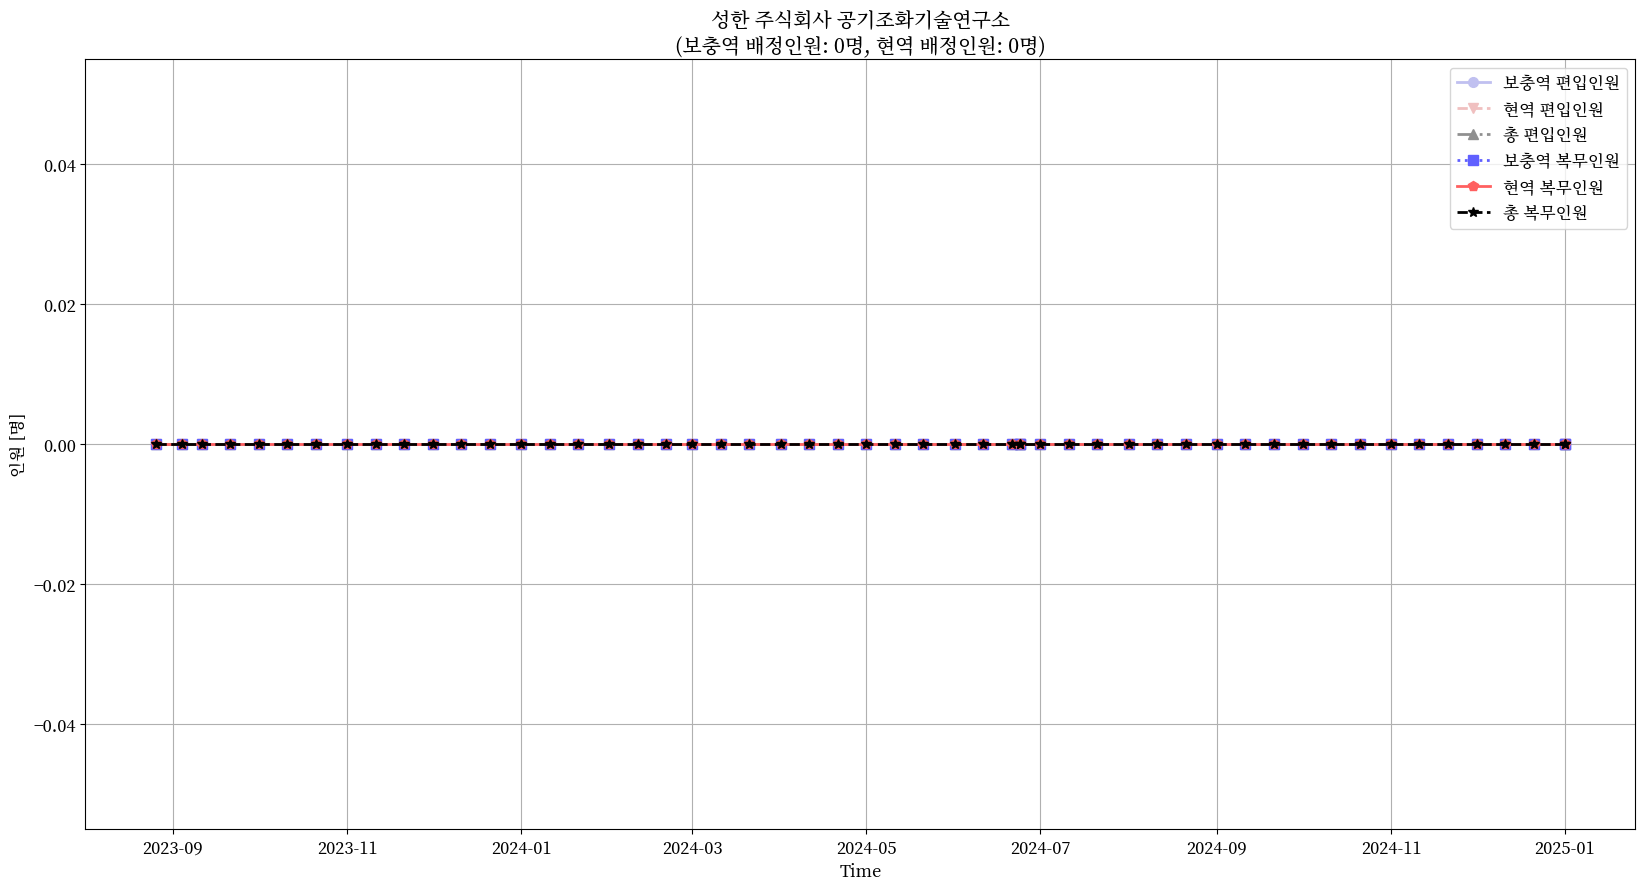 성한 주식회사 공기조화기술연구소
(보충역 배정인원: 0명, 현역 배정인원: 0명)
보충역 편입인원
현역 편입인원
총 편입인원
보충역 복무인원
현역 복무인원
총 복무인원
인원 [명]
0.04
0.02
0.00
−0.02
−0.04
2023-09
2023-11
2024-01
2024-03
2024-05
2024-07
2024-09
2024-11
2025-01
Time